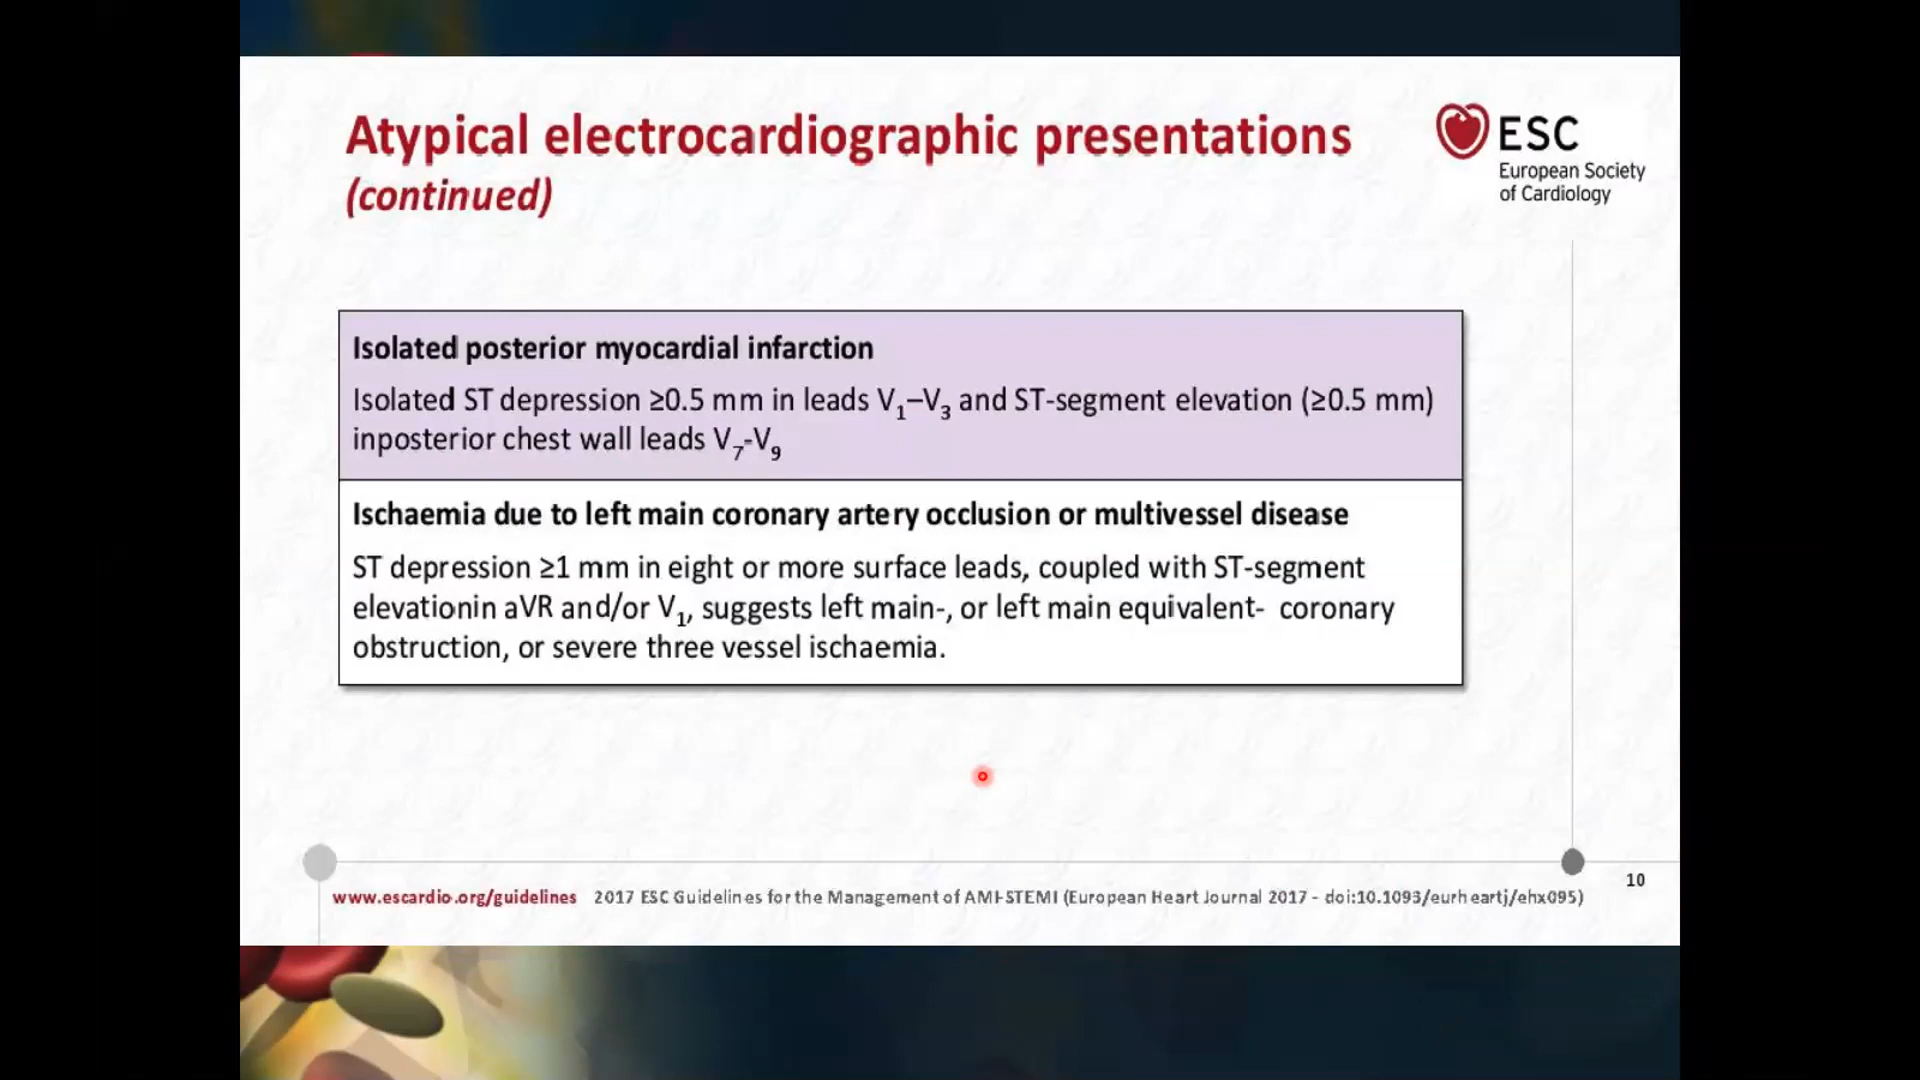 Atypical electrocardiographic presentations
(continued)
ESC
European Society
of Cardiology
Isolated posterior myocardial infarction
Isolated ST depression ≥0.5 mm in leads V1–V3 and ST-segment elevation (≥0.5 mm)
inposterior chest wall leads V7-V9
Ischaemia due to left main coronary artery occlusion or multivessel disease
ST depression ≥1 mm in eight or more surface leads, coupled with ST-segment
elevationin aVR and/or V1, suggests left main-, or left main equivalent- coronary
obstruction, or severe three vessel ischaemia.
www.escardio.org/guidelines 2017 ESC Guidelines for the Management of AMI-STEMI (European Heart Journal 2017 - doi:10.1093/eurheartj/ehx095)
10